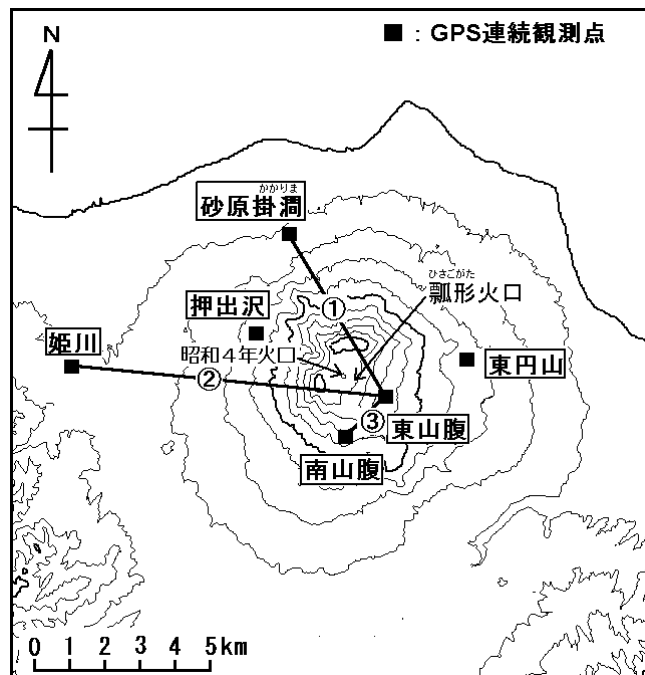 N
■：GPS連続観測点
かかりま
砂原掛澗
ひさごがた
瓢形火口
①
押出沢
姫川
昭和４年火口
東円山
②
③
東山腹
南山腹
0 1 2 3 4 5km